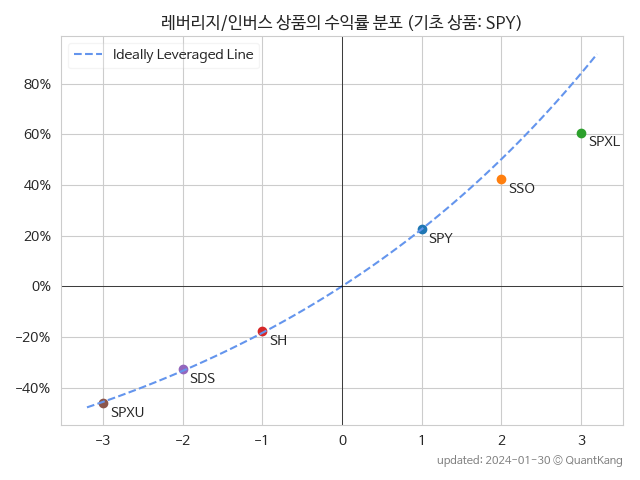 레버리지/인버스 상품의 수익률 분포 (기초 상품: SPY)
Ideally Leveraged Line
80%
60%
40%
20%
0%
−20%
−40%
SPXL
SSO
SPY
SH
SDS
SPXU
−3 −2 −1 0 1 2 3
updated: 2024-01-30 © QuantKang